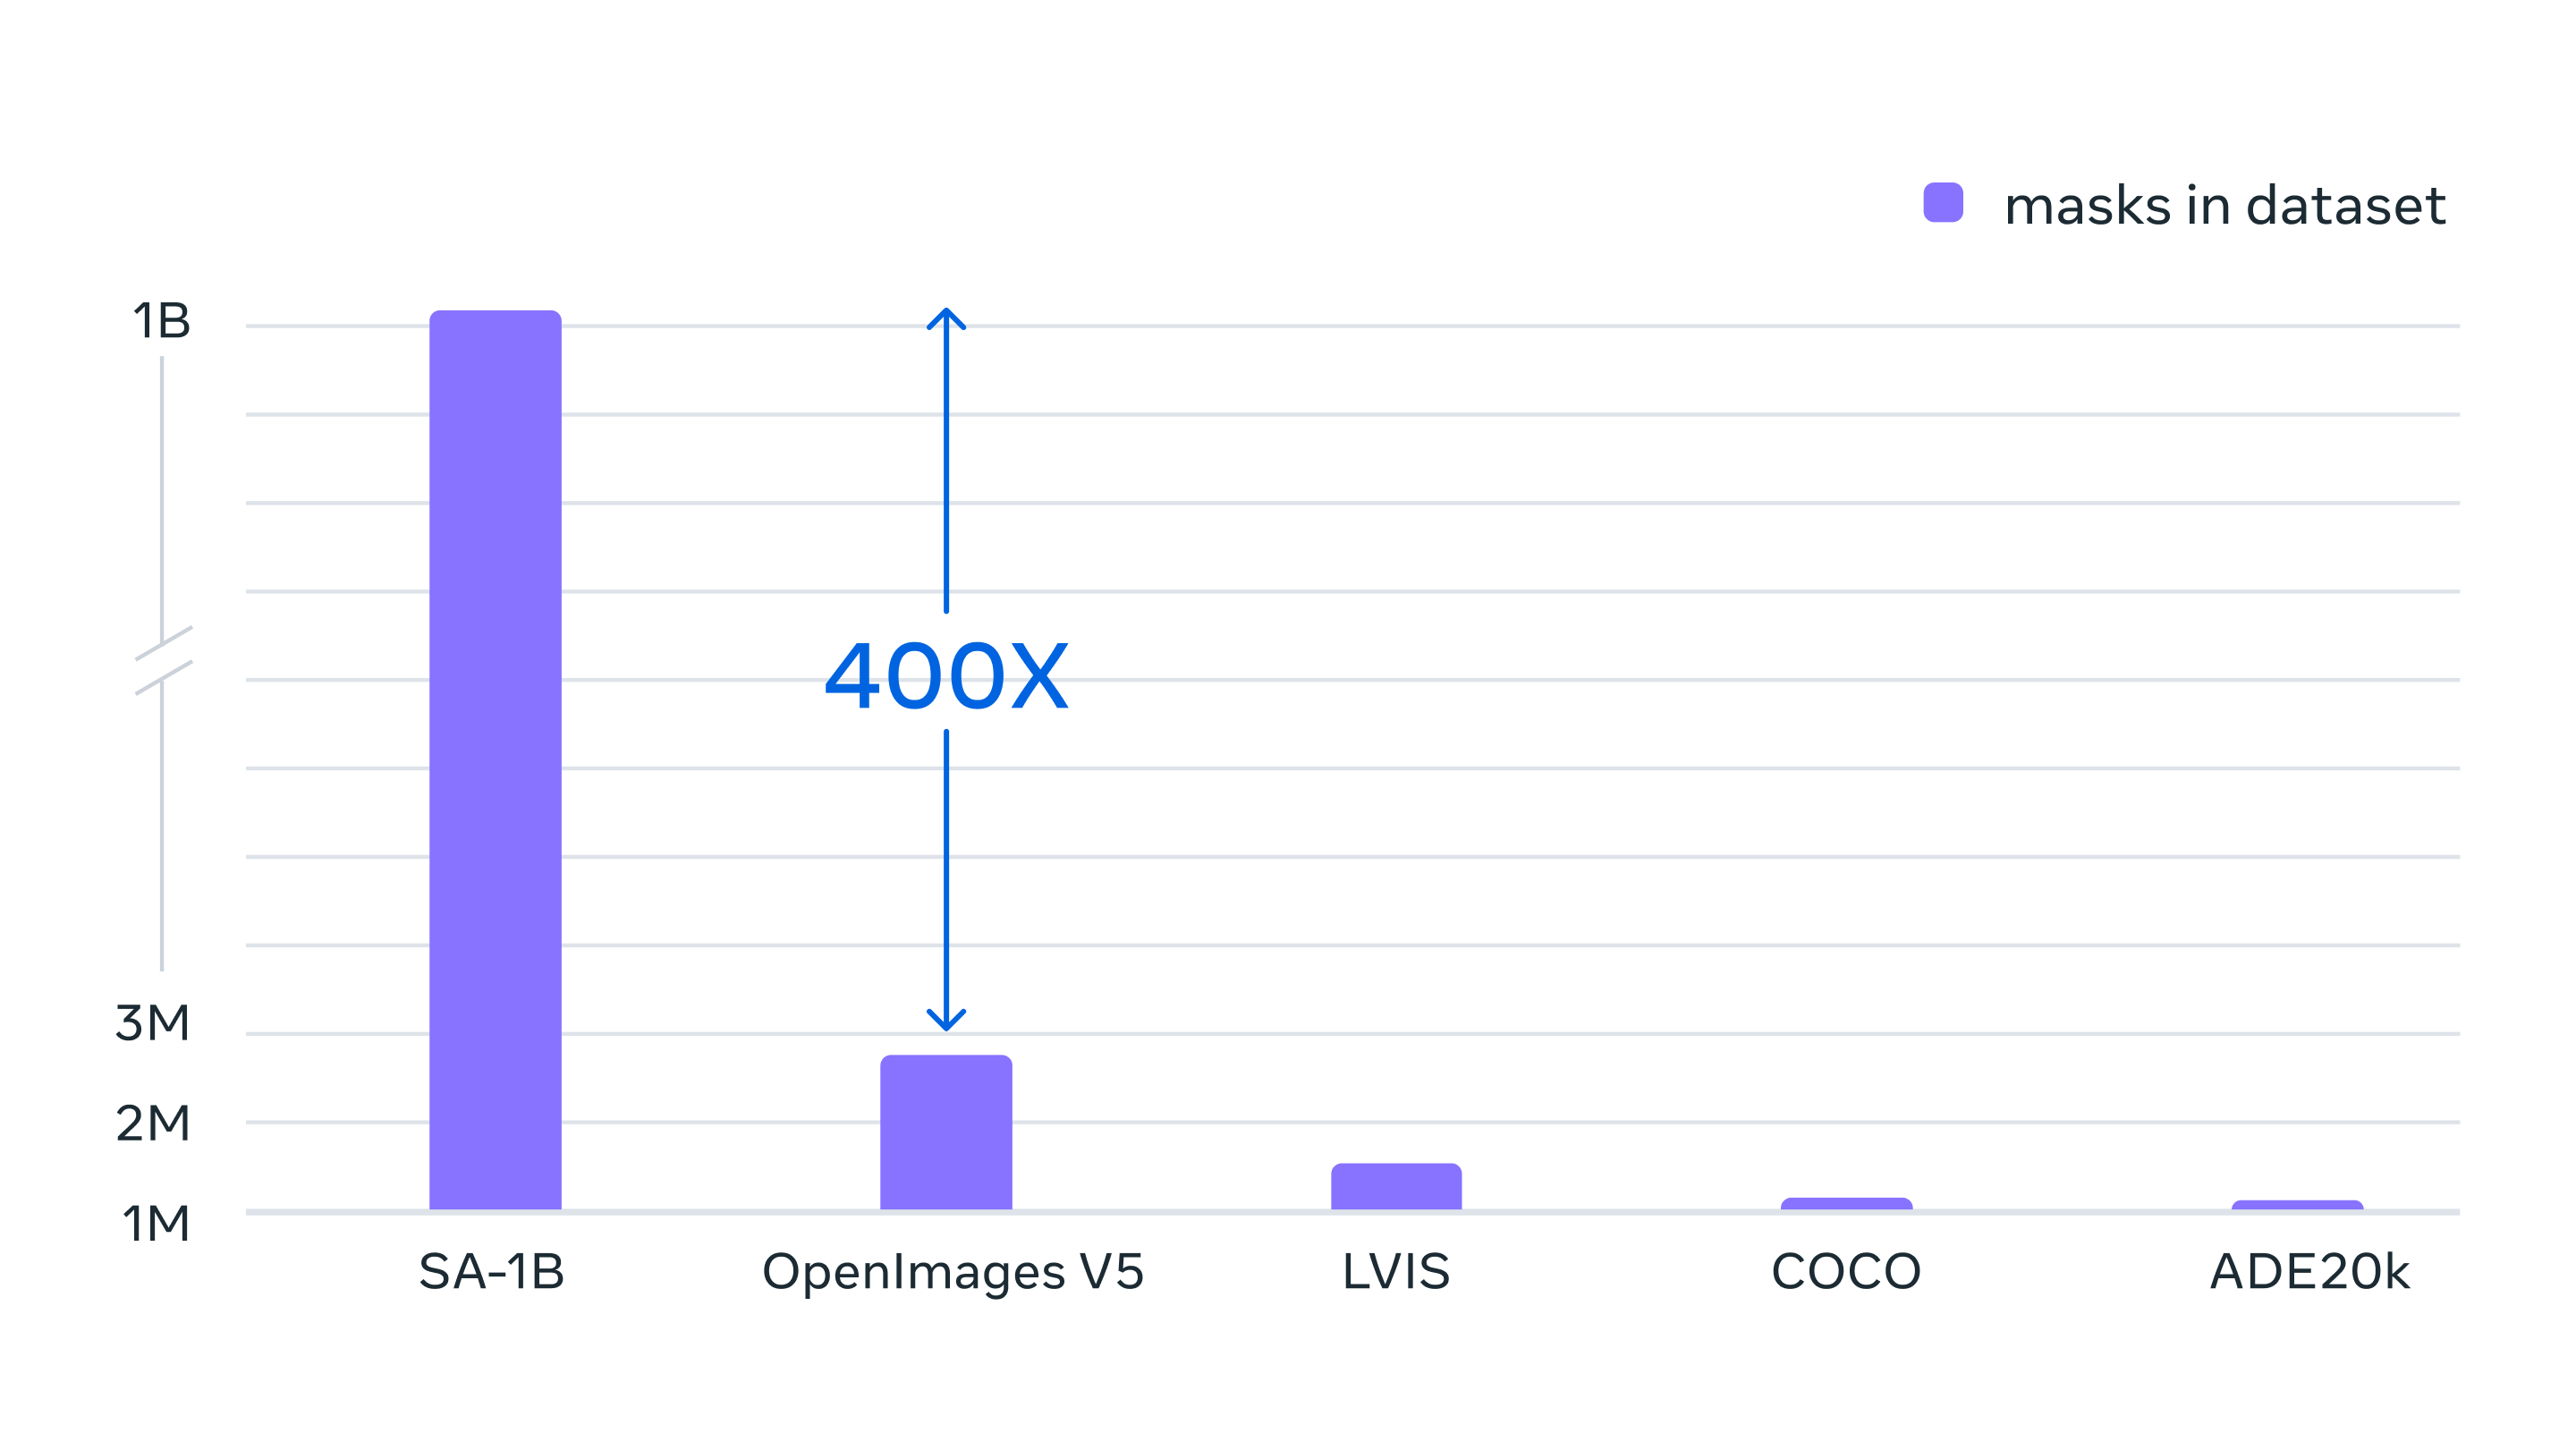 masks in dataset
1B
400X
3M
2M
1M
SA-1B
OpenImages V5
LVIS
COCO
ADE20k